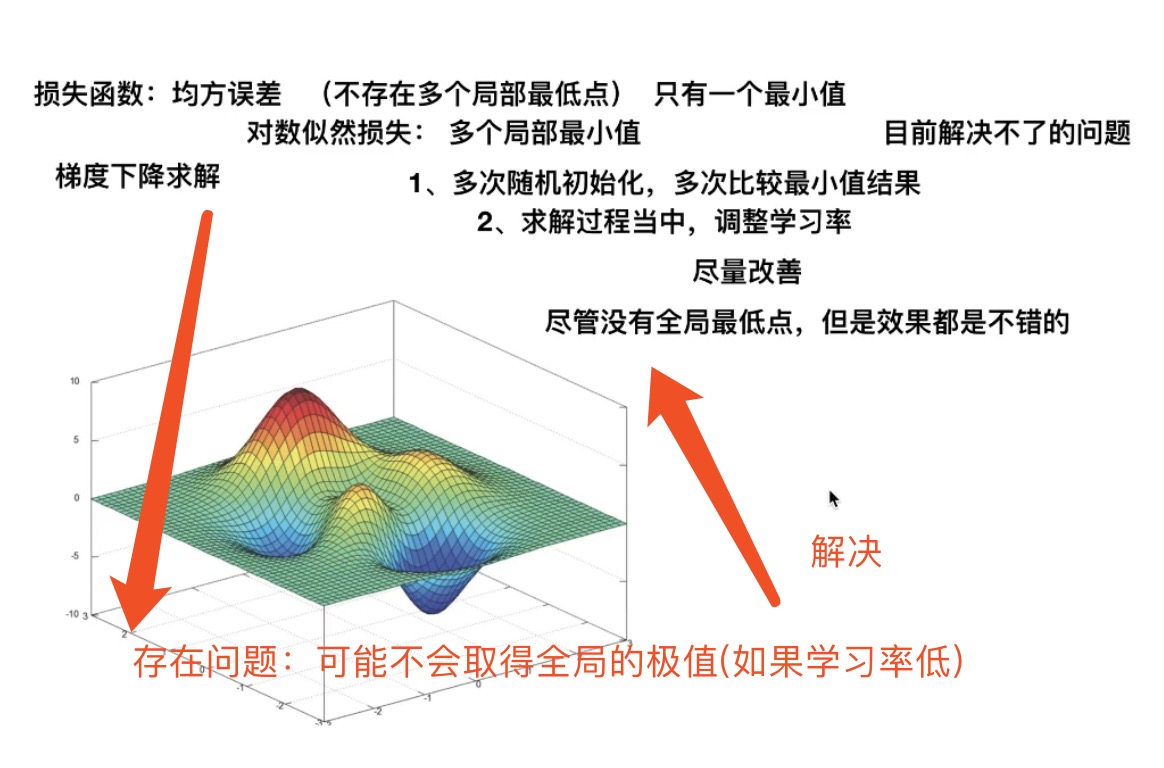 损失函数：均方误差 （不存在多个局部最低点） 只有一个最小值
对数似然损失： 多个局部最小值 目前解决不了的问题
梯度下降求解
1、多次随机初始化，多次比较最小值结果
2、求解过程当中，调整学习率
尽量改善
尽管没有全局最低点，但是效果都是不错的
10
5
0
-5
-10
解决
存在问题：可能不会取得全局的极值(如果学习率低)
3
2
0
-1
-2
-3
-2
-1
0